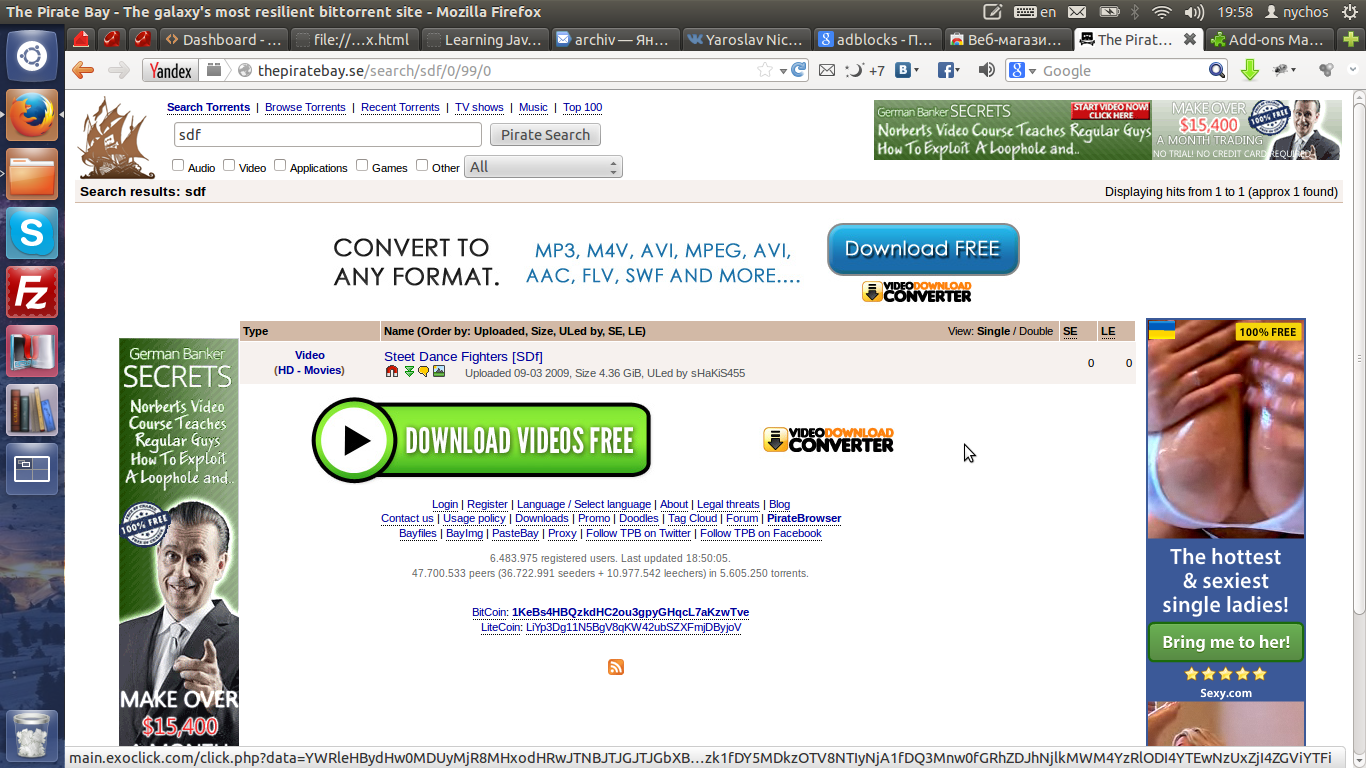 The Pirate Bay - The galaxy's most resilient bittorrent site - Mozilla Firefox
en
19:58
nychos
Dashboard - ...
file://...x.html
Learning Jav...
archiv — Ян...
Yaroslav Nic...
adblocks - П...
Веб-магази...
The Pirat...
Add-ons Ma...
Yandex
thepiratebay.se/search/sdf/0/99/0
+7
Google
Search Torrents | Browse Torrents | Recent Torrents | TV shows | Music | Top 100
sdf
Pirate Search
Audio Video Applications Games Other All
German Banker SECRETS
Norberts Video Course Teaches Regular Guys
How To Exploit A Loophole and..
START VIDEO NOW!
CLICK HERE
MAKE OVER
$15,400
A MONTH TRADING
NO TRIAL! NO CREDIT CARD REQUIRED
100% FREE
Search results: sdf
Displaying hits from 1 to 1 (approx 1 found)
CONVERT TO
ANY FORMAT.
MP3, M4V, AVI, MPEG, AVI,
AAC, FLV, SWF AND MORE....
Download FREE
VIDEODOWNLOAD
CONVERTER
Type
Name (Order by: Uploaded, Size, ULed by, SE, LE)
View: Single / Double
SE
LE
Video
(HD - Movies)
Steet Dance Fighters [SDf]
Uploaded 09-03 2009, Size 4.36 GiB, ULed by sHaKiS455
0
0
DOWNLOAD VIDEOS FREE
VIDEODOWNLOAD
CONVERTER
Login | Register | Language / Select language | About | Legal threats | Blog
Contact us | Usage policy | Downloads | Promo | Doodles | Tag Cloud | Forum | PirateBrowser
Bayfiles | BayImg | PasteBay | Proxy | Follow TPB on Twitter | Follow TPB on Facebook
6.483.975 registered users. Last updated 18:50:05.
47.700.533 peers (36.722.991 seeders + 10.977.542 leechers) in 5.605.250 torrents.
BitCoin: 1KeBs4HBQzkdHC2ou3gpyGHqcL7aKzwTve
LiteCoin: LiYp3Dg11N5BgV8qKW42ubSZXFmjDByjoV
German Banker
SECRETS
Norberts Video
Course Teaches
Regular Guys
How To Exploit
A Loophole and..
100% FREE
MAKE OVER
$15,400
A MONTH
100% FREE
The hottest
& sexiest
single ladies!
Bring me to her!
Sexy.com
main.exoclick.com/click.php?data=YWRleHBydHw0MDUyMjR8MHxodHRwJTNBJTJGJTJGbXB...zk1fDY5MDkzOTV8NTIyNjA1fDQ3Mnw0fGRhZDJhNjlkMWM4YzRlODI4YTEwNzUxZjI4ZGViYTFi